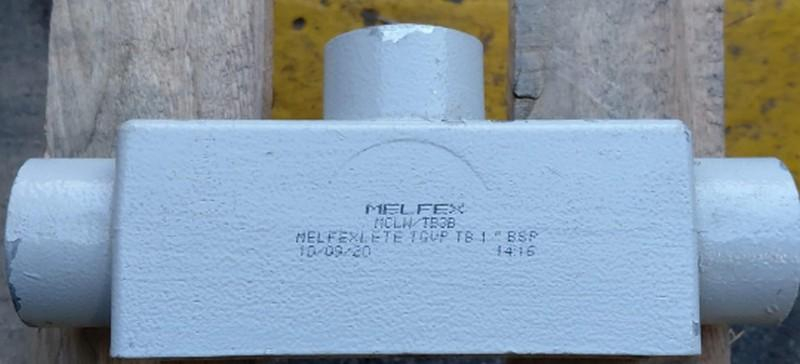 MELFEX
MCLW/TB3B
MELFEXLETE TGVP TB 1 " BSP
10/09/20 14:16